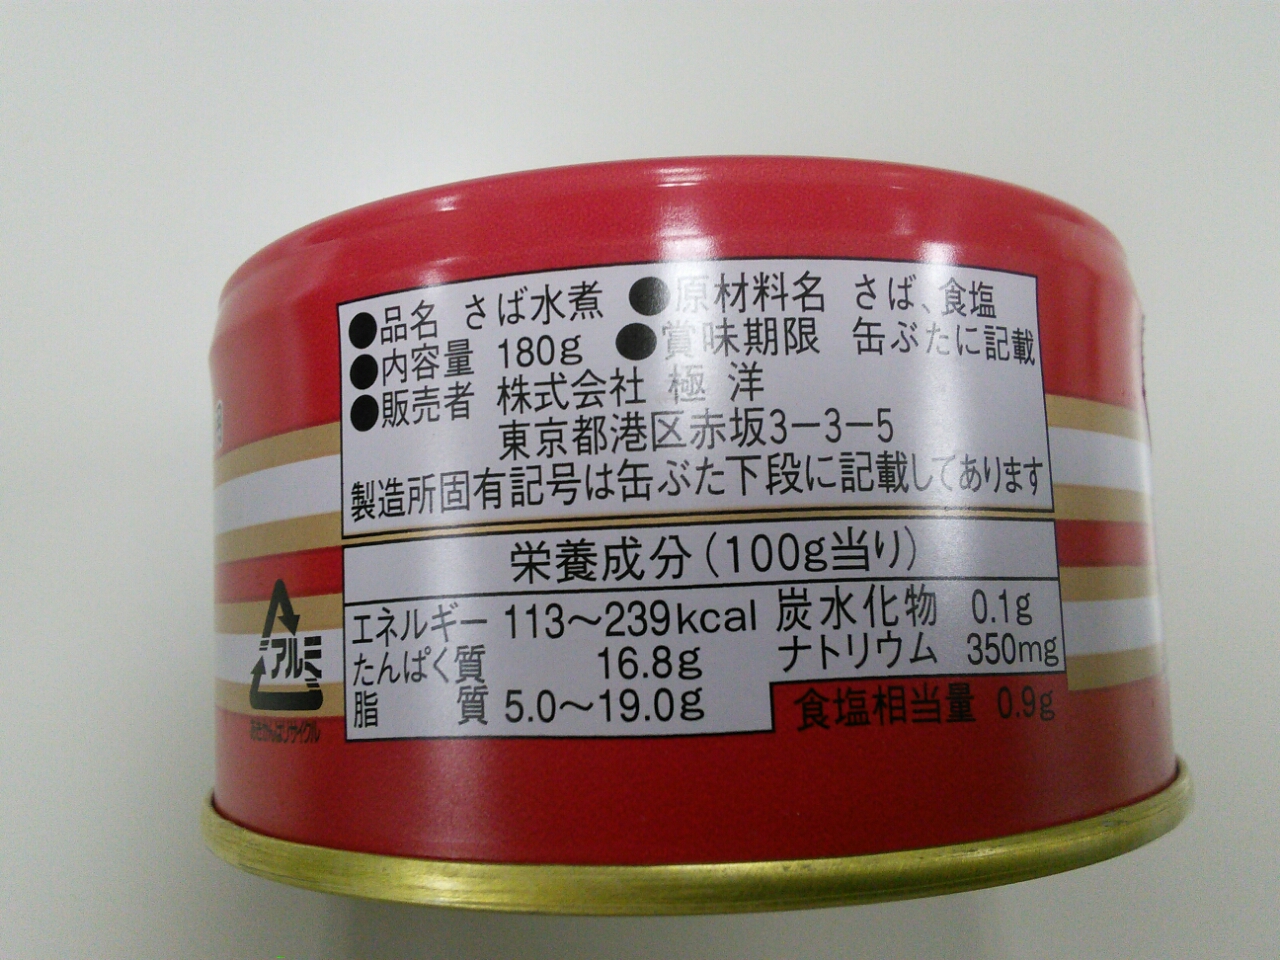 ●品名 さば水煮 ●原材料名 さば、食塩
●内容量 180g ●賞味期限 缶ぶたに記載
●販売者 株式会社 極洋
東京都港区赤坂3-3-5
製造所固有記号は缶ぶた下段に記載してあります
栄養成分(100g当り)
エネルギー 113～239kcal 炭水化物 0.1g
たんぱく質 16.8g ナトリウム 350mg
脂質 5.0～19.0g 食塩相当量 0.9g
アルミ